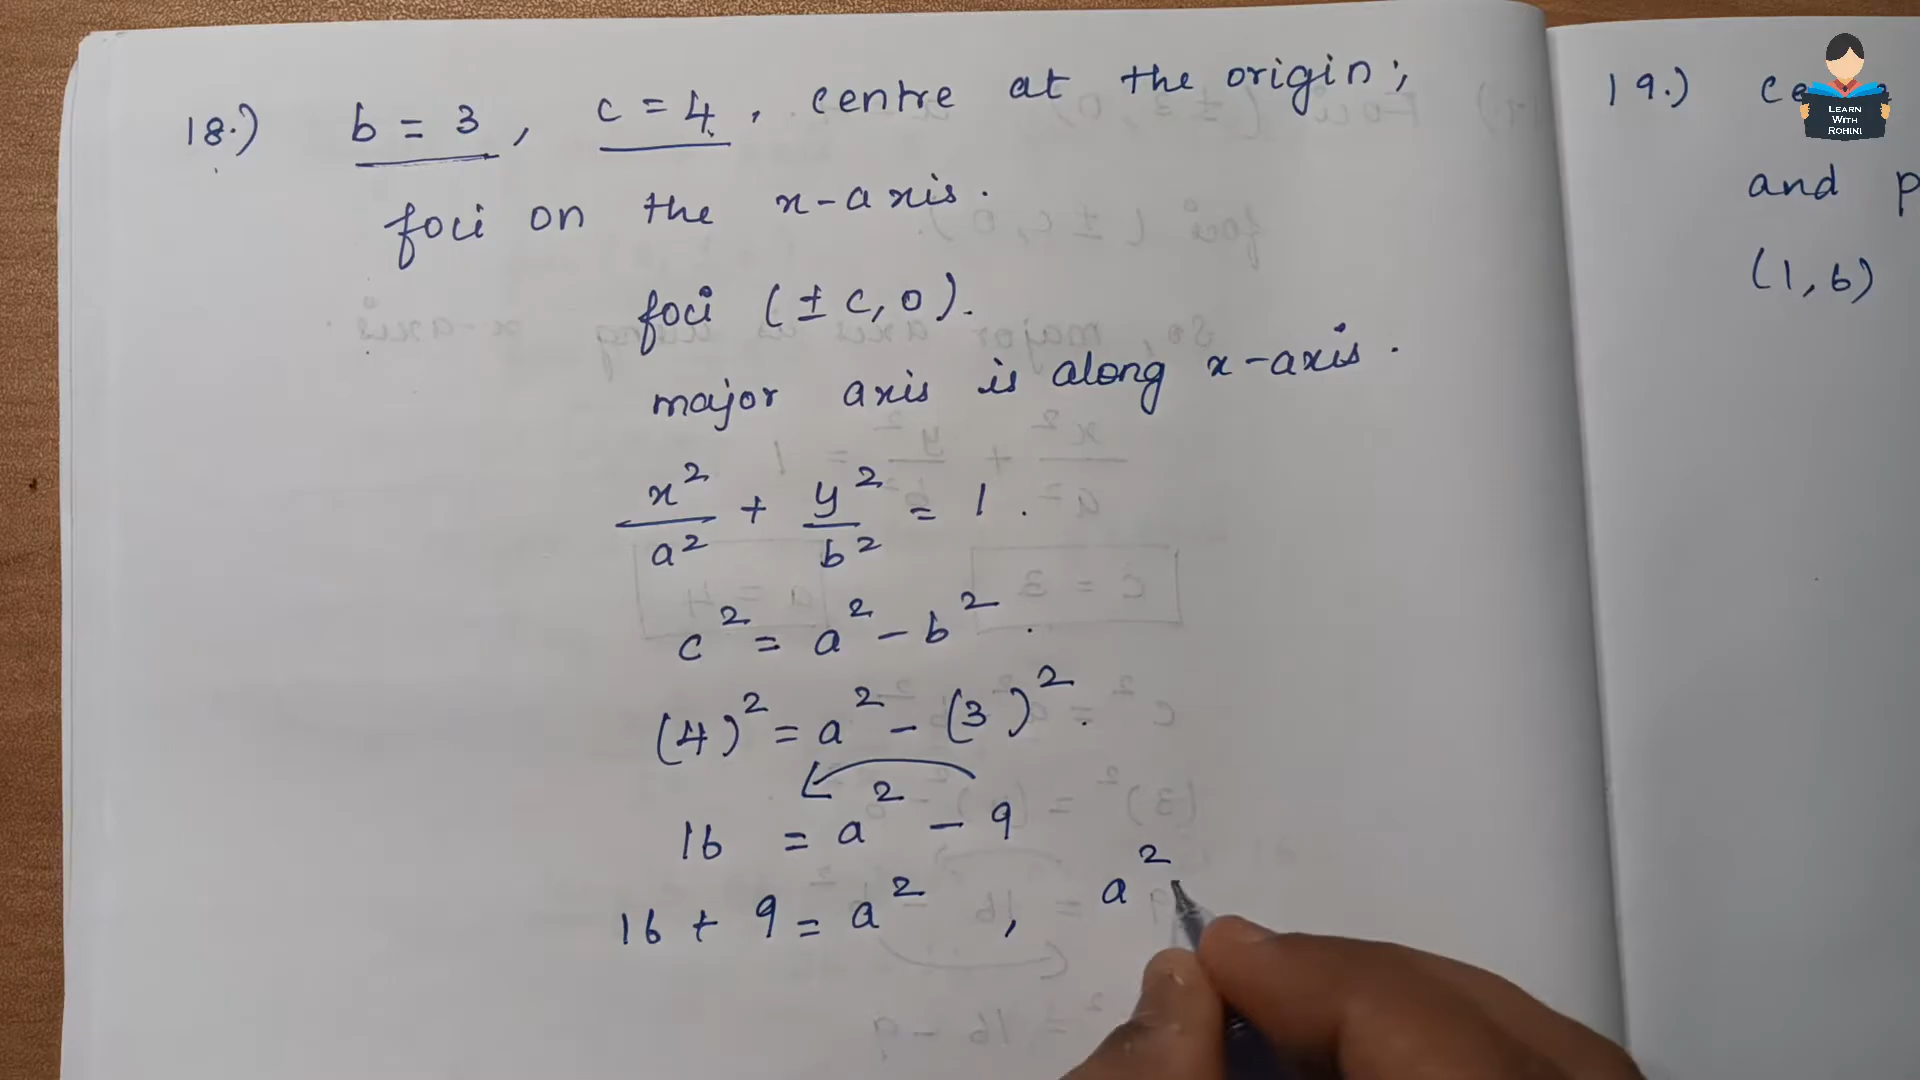 18.) b = 3, c = 4, centre at the origin;
foci on the x-axis.
foci (± c, 0).
major axis is along x-axis.
x²/a² + y²/b² = 1.
c² = a² - b².
(4)² = a² - (3)².
16 = a² - 9
16 + 9 = a² , a²
19.)
and
(1, 6)
LEARN
WITH
ROHINI